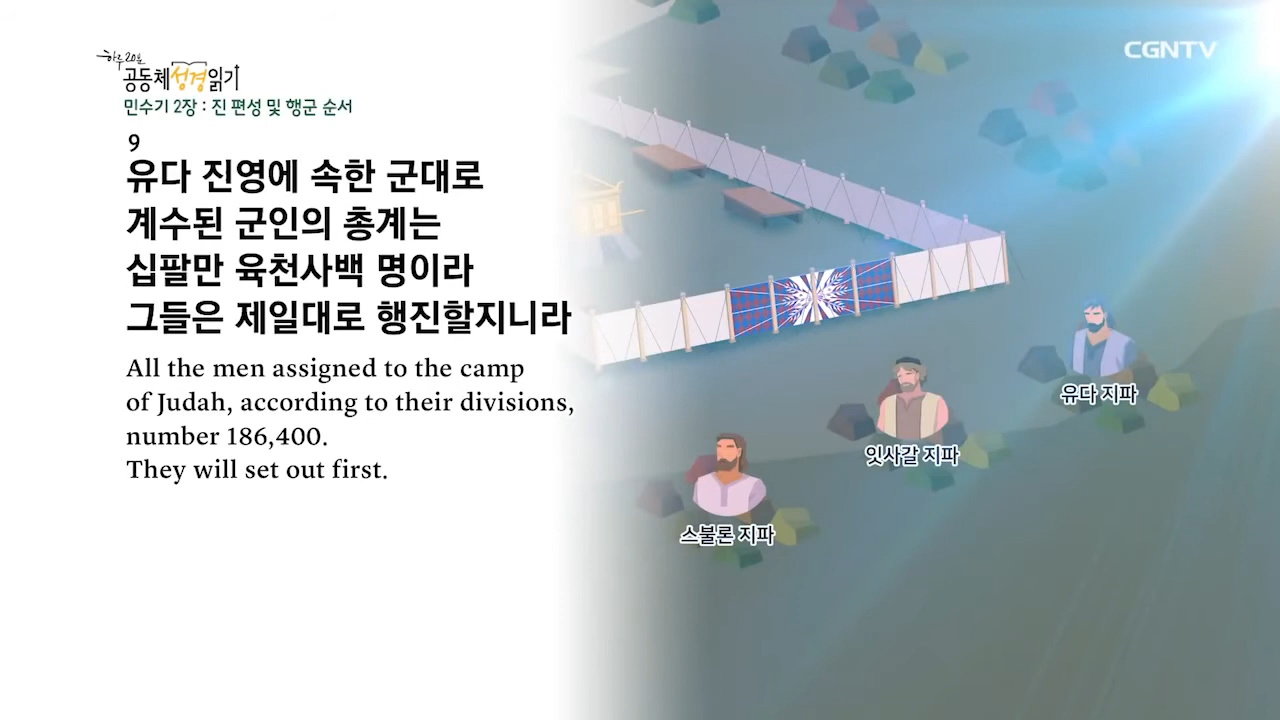 하루 20분
공동체성경읽기
민수기 2장 : 진 편성 및 행군 순서
9
유다 진영에 속한 군대로
계수된 군인의 총계는
십팔만 육천사백 명이라
그들은 제일대로 행진할지니라
All the men assigned to the camp
of Judah, according to their divisions,
number 186,400.
They will set out first.
CGNTV
유다 지파
잇사갈 지파
스불론 지파